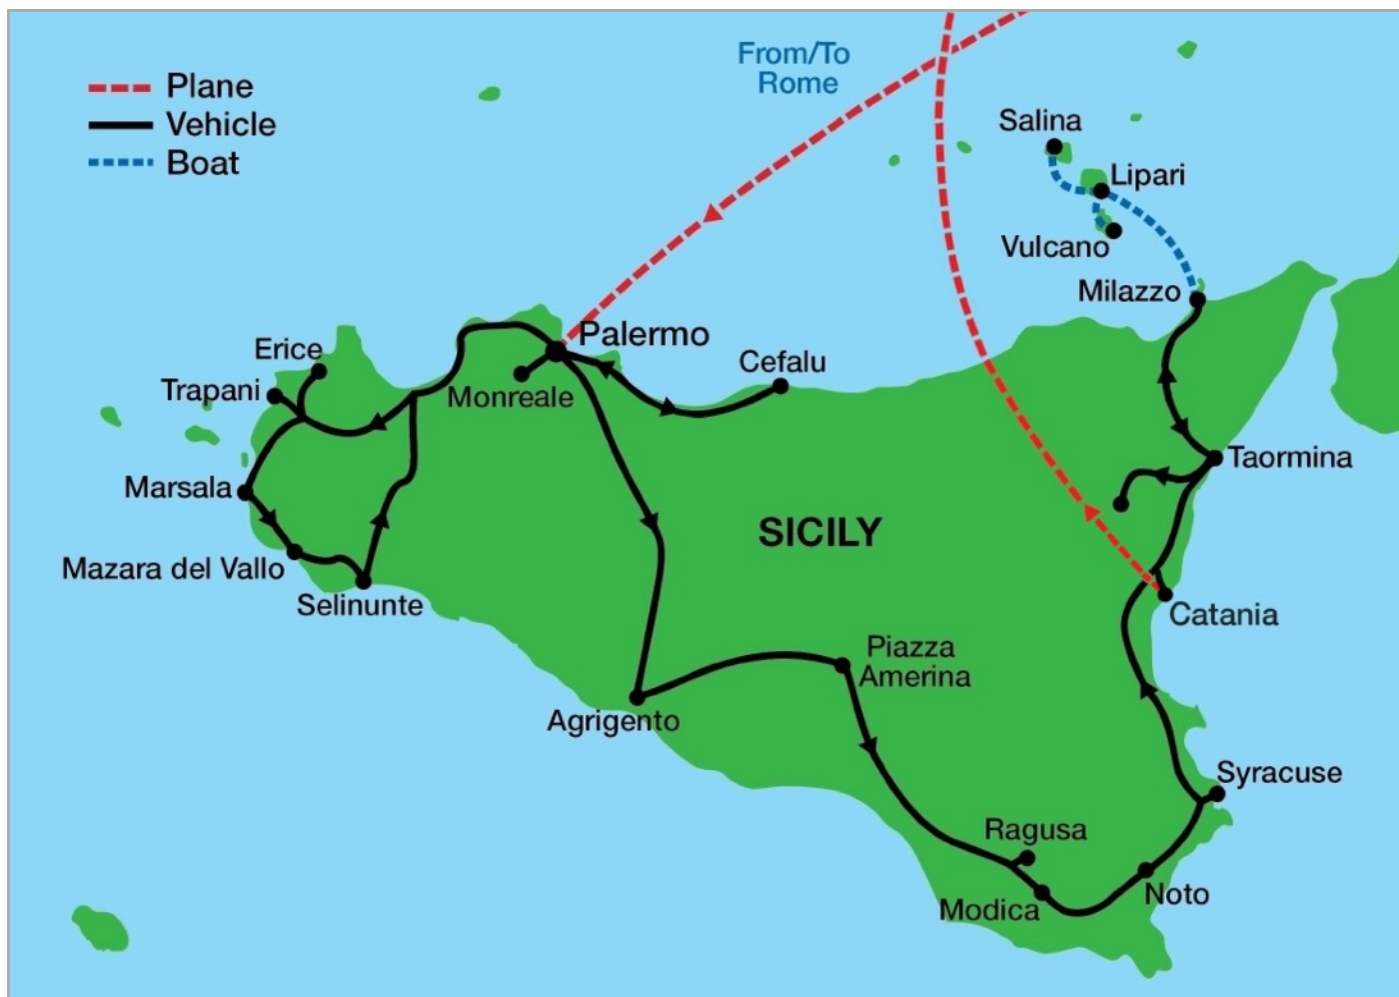 Plane
Vehicle
Boat
From/To
Rome
Salina
Lipari
Vulcano
Milazzo
Palermo
Erice
Cefalu
Trapani
Monreale
Taormina
Marsala
SICILY
Mazara del Vallo
Selinunte
Catania
Piazza
Amerina
Agrigento
Syracuse
Ragusa
Noto
Modica